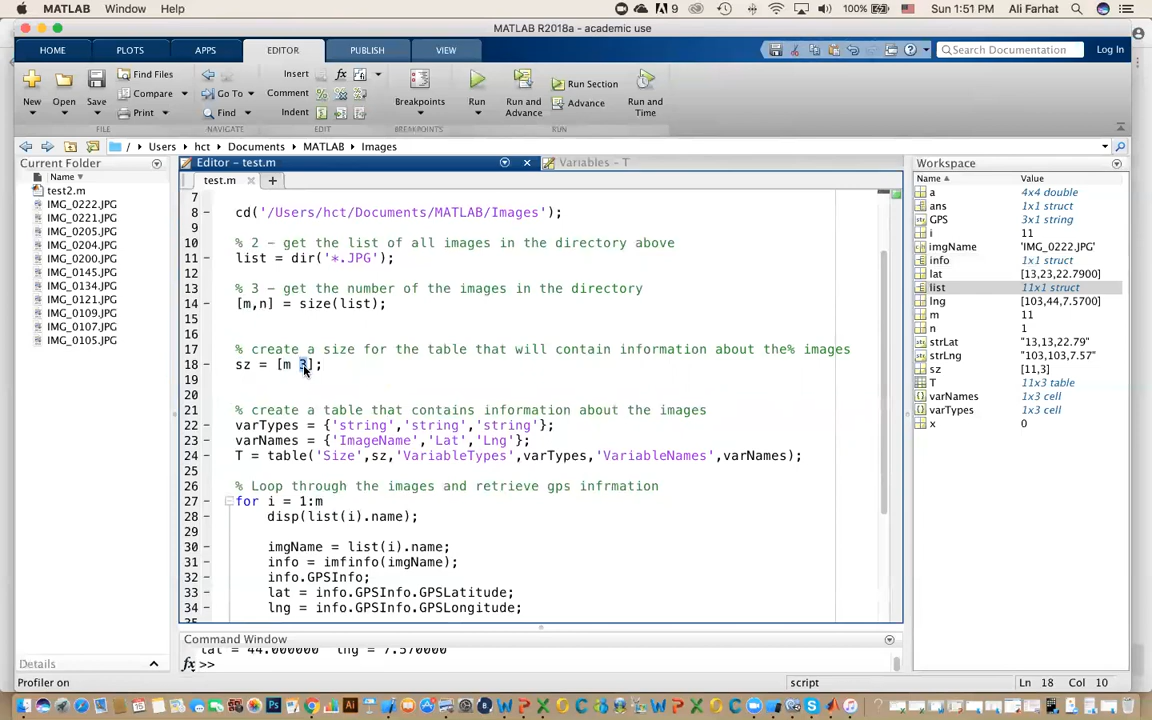 MATLAB Window Help 9 100% Sun 1:51 PM Ali Farhat
MATLAB R2018a - academic use
HOME PLOTS APPS EDITOR PUBLISH VIEW Search Documentation Log In
New Open Save Find Files Compare Print Go To Find Insert Comment Indent fx Breakpoints Run Run and Advance Run Section Advance Run and Time
FILE NAVIGATE EDIT BREAKPOINTS RUN
/ Users hct Documents MATLAB Images
Current Folder
Name
test2.m
IMG_0222.JPG
IMG_0221.JPG
IMG_0205.JPG
IMG_0204.JPG
IMG_0200.JPG
IMG_0145.JPG
IMG_0134.JPG
IMG_0121.JPG
IMG_0109.JPG
IMG_0107.JPG
IMG_0105.JPG
Details
Editor - test.m Variables - T
test.m
7
8 cd('/Users/hct/Documents/MATLAB/Images');
9
10 % 2 - get the list of all images in the directory above
11 list = dir('*.JPG');
12
13 % 3 - get the number of the images in the directory
14 [m,n] = size(list);
15
16
17 % create a size for the table that will contain information about the% images
18 sz = [m 3];
19
20
21 % create a table that contains information about the images
22 varTypes = {'string','string','string'};
23 varNames = {'ImageName','Lat','Lng'};
24 T = table('Size',sz,'VariableTypes',varTypes,'VariableNames',varNames);
25
26 % Loop through the images and retrieve gps infrmation
27 for i = 1:m
28 disp(list(i).name);
29
30 imgName = list(i).name;
31 info = imfinfo(imgName);
32 info.GPSInfo;
33 lat = info.GPSInfo.GPSLatitude;
34 lng = info.GPSInfo.GPSLongitude;
Command Window
lat = 44.000000 lng = 7.570000
fx >>
Workspace
Name Value
a 4x4 double
ans 1x1 struct
GPS 3x1 string
i 11
imgName 'IMG_0222.JPG'
info 1x1 struct
lat [13,23,22.7900]
list 11x1 struct
lng [103,44,7.5700]
m 11
n 1
strLat "13,13,22.79"
strLng "103,103,7.57"
sz [11,3]
T 11x3 table
varNames 1x3 cell
varTypes 1x3 cell
x 0
Profiler on script Ln 18 Col 10